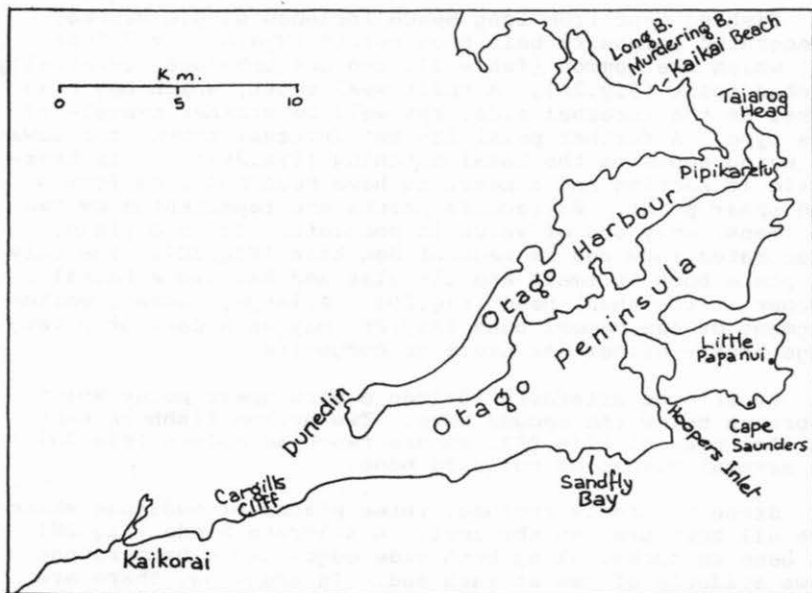 Long B.
Murdering B.
Kaikai Beach
K m.
0 5 10
Taiaroa
Head
Pipikaretu
Otago Harbour
Otago Peninsula
Little
Papanui
Dunedin
Hoopers Inlet
Cape
Saunders
Sandfly
Bay
Cargills
Cliff
Kaikorai